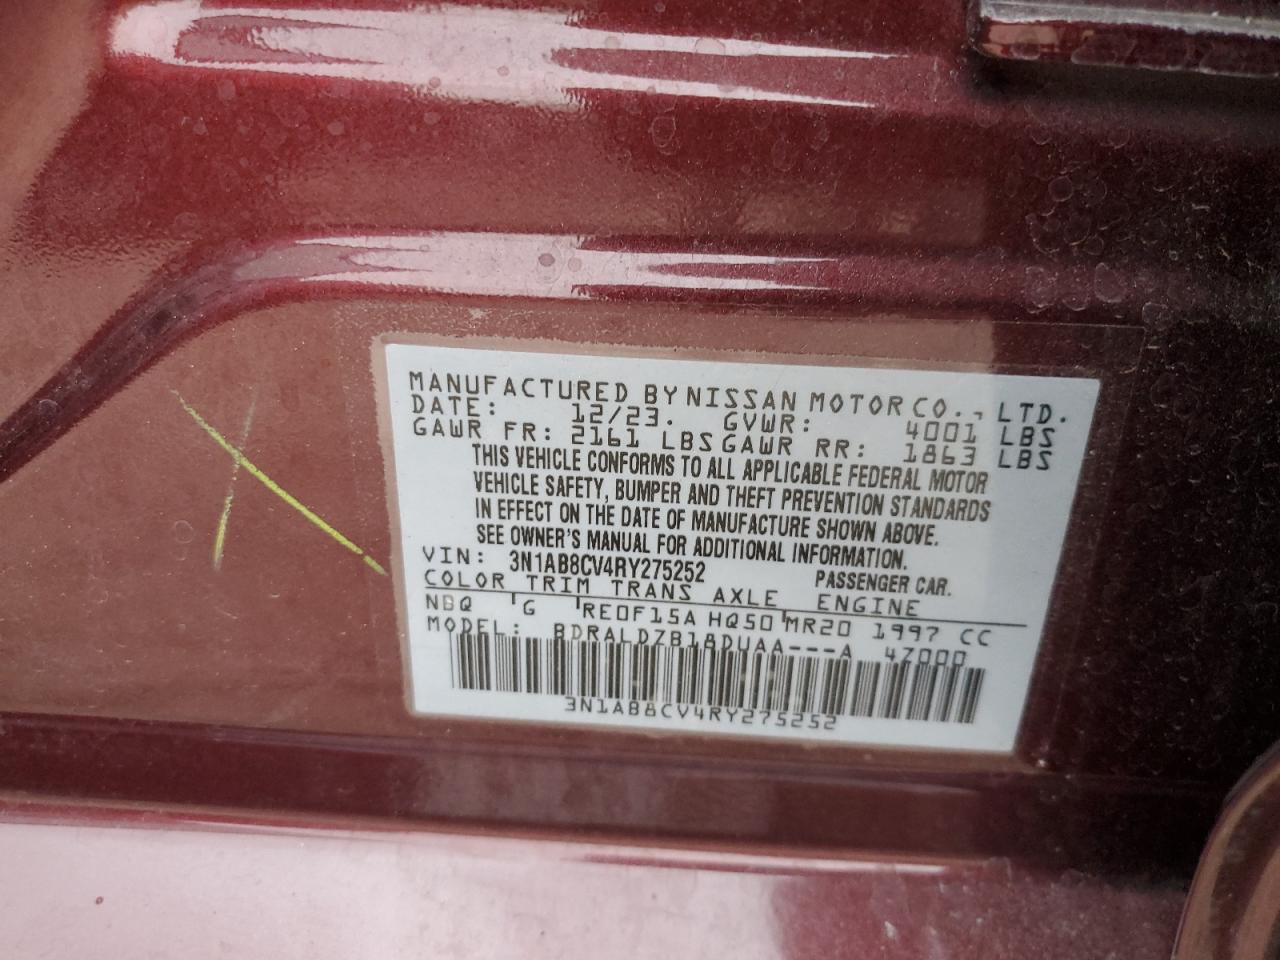 MANUFACTURED BY NISSAN MOTOR CO., LTD.
DATE: 12/23. GVWR: 4001 LBS
GAWR FR: 2161 LBS GAWR RR: 1863 LBS
THIS VEHICLE CONFORMS TO ALL APPLICABLE FEDERAL MOTOR
VEHICLE SAFETY, BUMPER AND THEFT PREVENTION STANDARDS
IN EFFECT ON THE DATE OF MANUFACTURE SHOWN ABOVE.
SEE OWNER'S MANUAL FOR ADDITIONAL INFORMATION.
VIN: 3N1AB8CV4RY275252 PASSENGER CAR.
COLOR TRIM TRANS AXLE ENGINE
NBQ G RE0F15A HQ50 MR20 1997 CC
MODEL: BDRALDZB18DUAA---A 47000
3N1AB8CV4RY275252